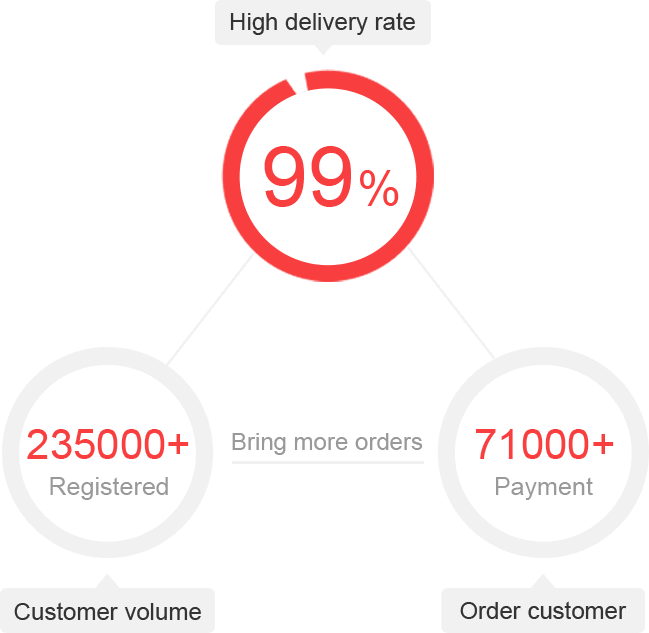 High delivery rate
99%
235000+
Registered
Bring more orders
71000+
Payment
Customer volume
Order customer